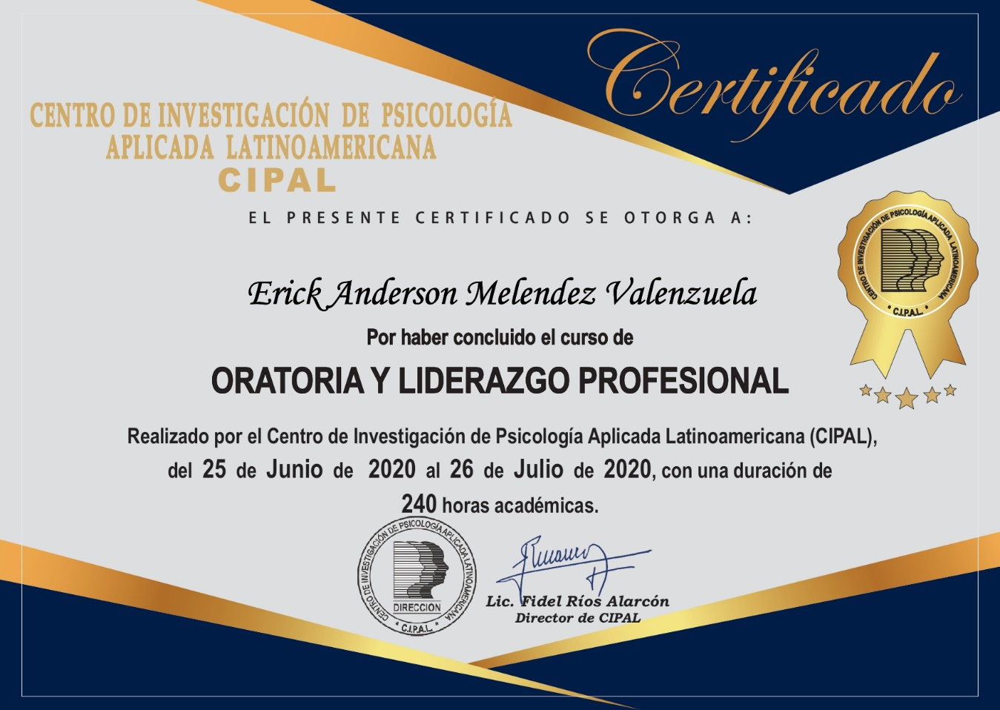 Certificado
CENTRO DE INVESTIGACIÓN DE PSICOLOGÍA
APLICADA LATINOAMERICANA
CIPAL
EL PRESENTE CERTIFICADO SE OTORGA A:
CENTRO DE INVESTIGACIÓN DE PSICOLOGÍA APLICADA LATINOAMERICANA
* C.I.P.A.L. *
Erick Anderson Melendez Valenzuela
Por haber concluido el curso de
ORATORIA Y LIDERAZGO PROFESIONAL
Realizado por el Centro de Investigación de Psicología Aplicada Latinoamericana (CIPAL),
del 25 de Junio de 2020 al 26 de Julio de 2020, con una duración de
240 horas académicas.
CENTRO DE INVESTIGACIÓN DE PSICOLOGÍA APLICADA LATINOAMERICANA
DIRECCIÓN
* C.I.P.A.L. *
Lic. Fidel Ríos Alarcón
Director de CIPAL